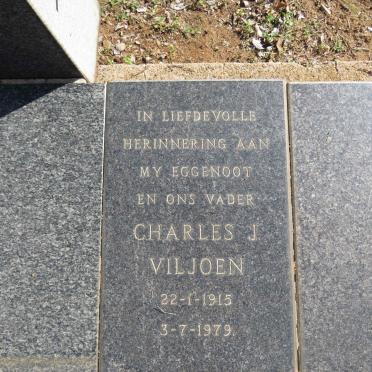 IN LIEFDEVOLLE
HERINNERING AAN
MY EGGENOOT
EN ONS VADER
CHARLES J
VILJOEN
22-1-1915
3-7-1979